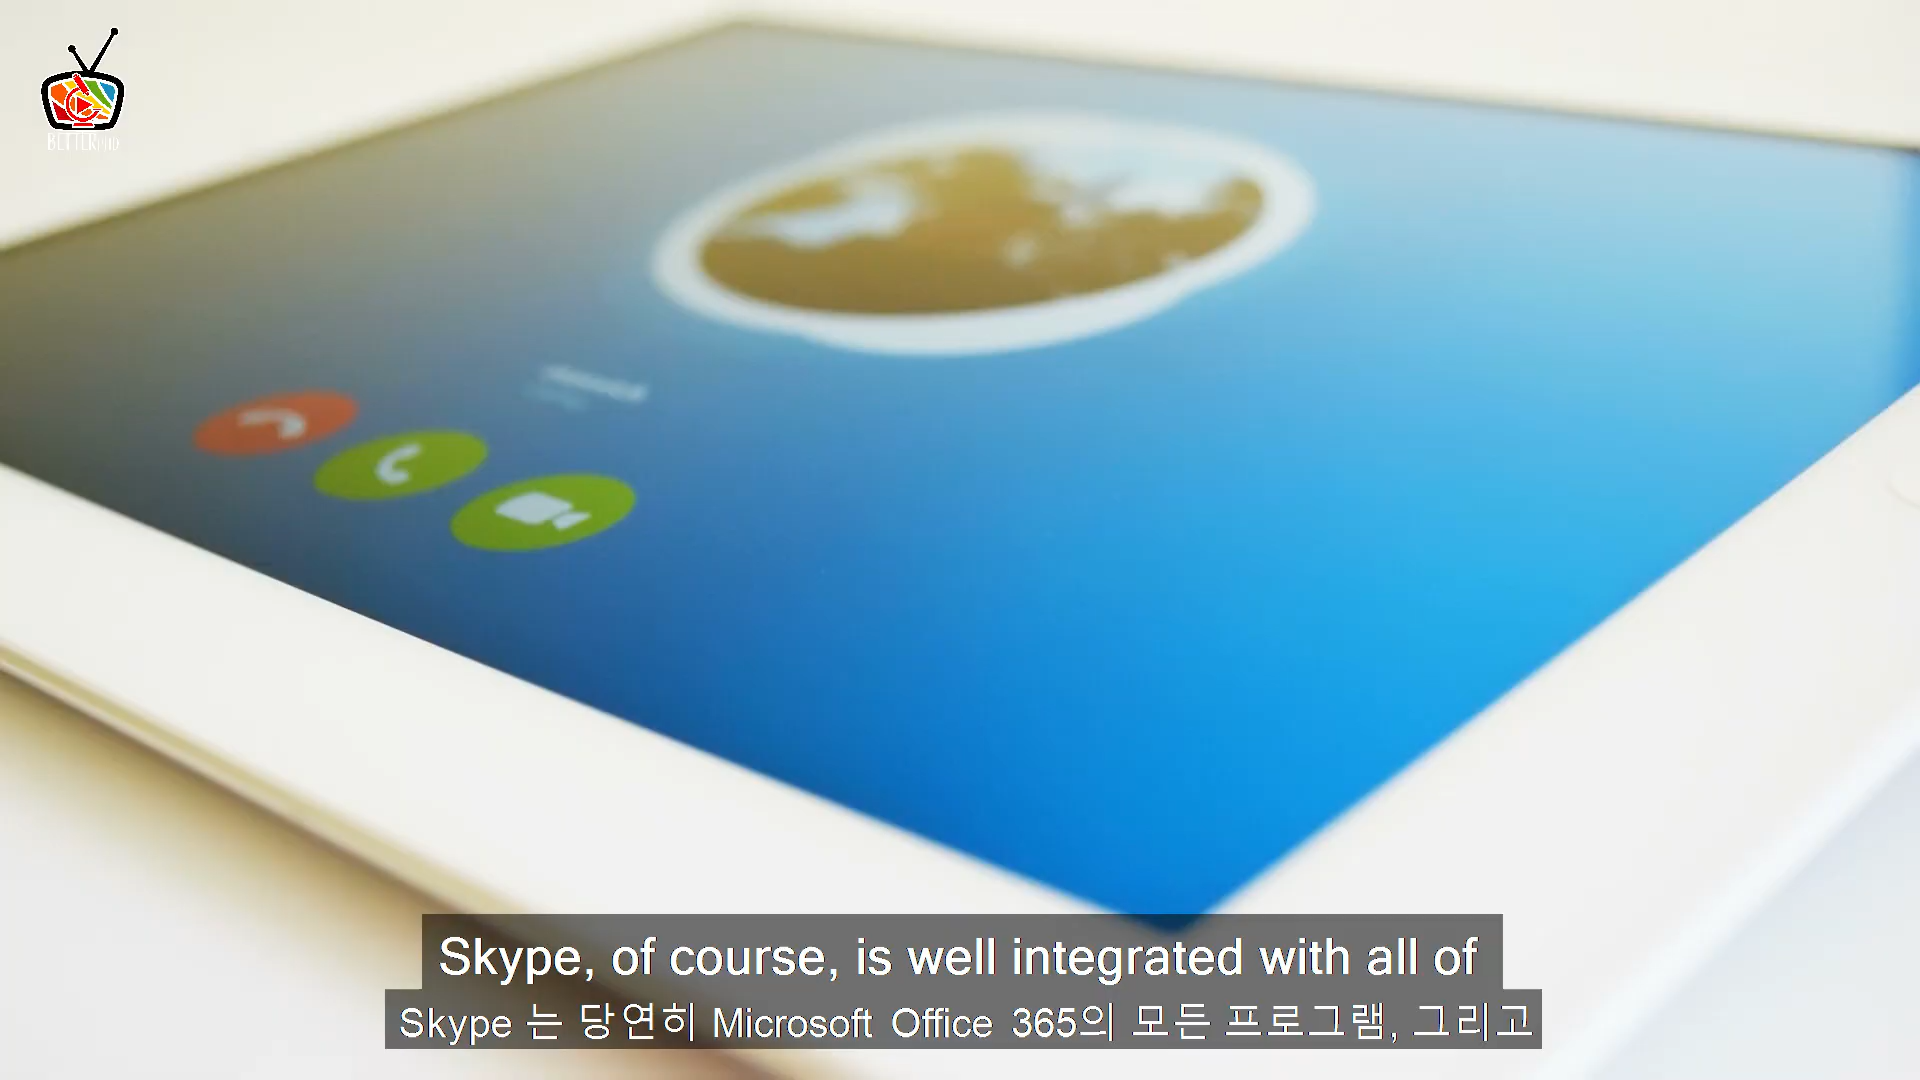 Skype, of course, is well integrated with all of
Skype 는 당연히 Microsoft Office 365의 모든 프로그램, 그리고